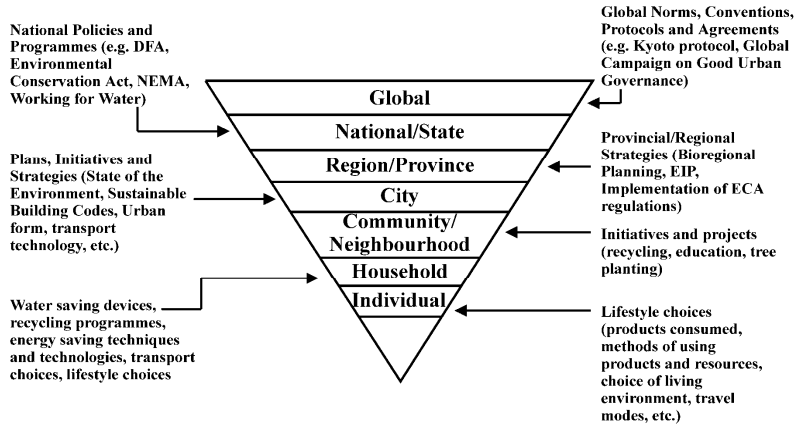 National Policies and
Programmes (e.g. DFA,
Environmental
Conservation Act, NEMA,
Working for Water)
Global Norms, Conventions,
Protocols and Agreements
(e.g. Kyoto protocol, Global
Campaign on Good Urban
Governance)
Global
National/State
Region/Province
City
Community/
Neighbourhood
Household
Individual
Plans, Initiatives and
Strategies (State of the
Environment, Sustainable
Building Codes, Urban
form, transport
technology, etc.)
Provincial/Regional
Strategies (Bioregional
Planning, EIP,
Implementation of ECA
regulations)
Initiatives and projects
(recycling, education, tree
planting)
Water saving devices,
recycling programmes,
energy saving techniques
and technologies, transport
choices, lifestyle choices
Lifestyle choices
(products consumed,
methods of using
products and resources,
choice of living
environment, travel
modes, etc.)